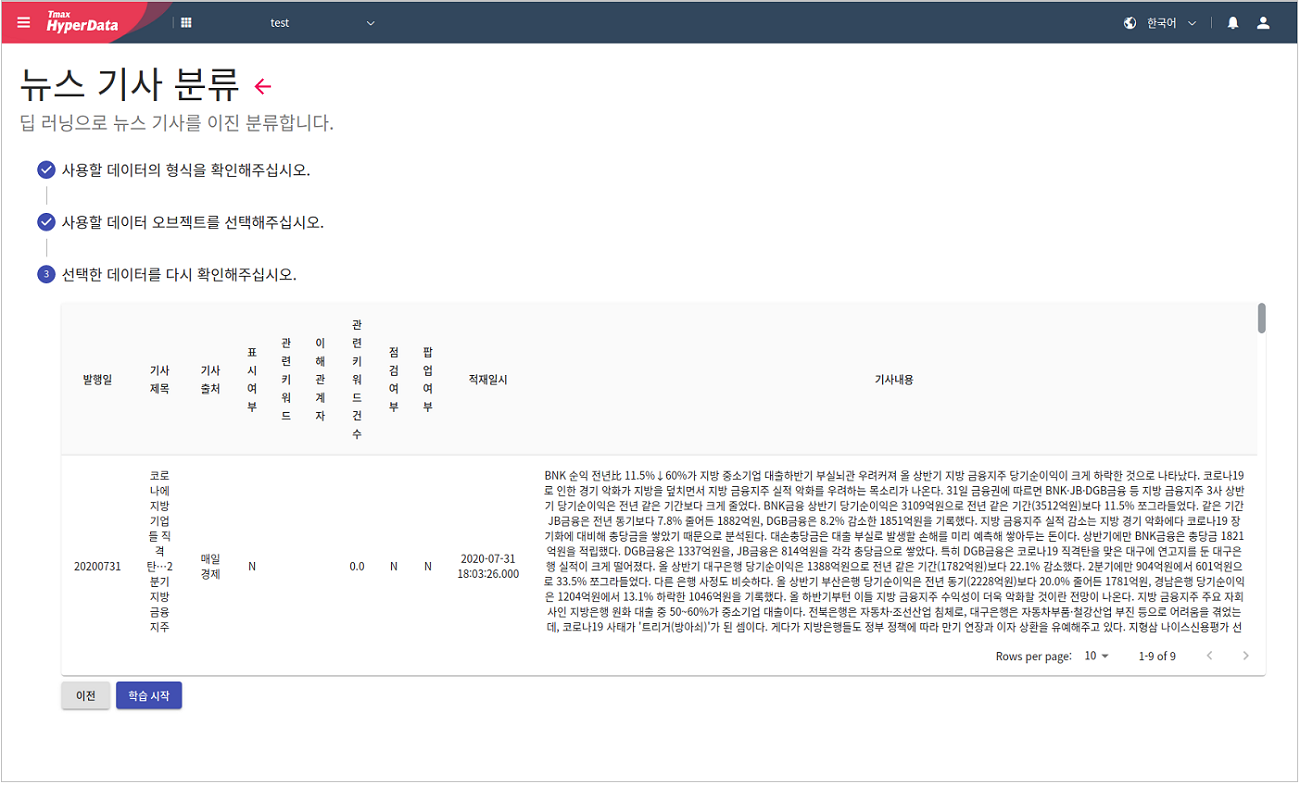 Tmax
HyperData
test
한국어
뉴스 기사 분류
딥 러닝으로 뉴스 기사를 이진 분류합니다.
사용할 데이터의 형식을 확인해주십시오.
사용할 데이터 오브젝트를 선택해주십시오.
3 선택한 데이터를 다시 확인해주십시오.
발행일
기사
제목
기사
출처
표
시
여
부
관
련
키
워
드
이
해
관
계
자
관
련
키
워
드
건
수
점
검
여
부
팝
업
여
부
적재일시
기사내용
20200731
코로
나에
지방
기업
들 직
격
탄…2
분기
지방
금융
지주
매일
경제
N
0.0
N
N
2020-07-31
18:03:26.000
BNK 순익 전년比 11.5%↓60%가 지방 중소기업 대출하반기 부실뇌관 우려커져 올 상반기 지방 금융지주 당기순이익이 크게 하락한 것으로 나타났다. 코로나19
로 인한 경기 악화가 지방을 덮치면서 지방 금융지주 실적 악화를 우려하는 목소리가 나온다. 31일 금융권에 따르면 BNK·JB·DGB금융 등 지방 금융지주 3사 상반
기 당기순이익은 전년 같은 기간보다 크게 줄었다. BNK금융 상반기 당기순이익은 3109억원으로 전년 같은 기간(3512억원)보다 11.5% 쪼그라들었다. 같은 기간
JB금융은 전년 동기보다 7.8% 줄어든 1882억원, DGB금융은 8.2% 감소한 1851억원을 기록했다. 지방 금융지주 실적 감소는 지방 경기 악화에다 코로나19 장
기화에 대비해 충당금을 쌓았기 때문으로 분석된다. 대손충당금은 대출 부실로 발생할 손해를 미리 예측해 쌓아두는 돈이다. 상반기에만 BNK금융은 충당금 1821
억원을 적립했다. DGB금융은 1337억원을, JB금융은 814억원을 각각 충당금으로 쌓았다. 특히 DGB금융은 코로나19 직격탄을 맞은 대구에 연고지를 둔 대구은
행 실적이 크게 떨어졌다. 올 상반기 대구은행 당기순이익은 1388억원으로 전년 같은 기간(1782억원)보다 22.1% 감소했다. 2분기에만 904억원에서 601억원으
로 33.5% 쪼그라들었다. 다른 은행 사정도 비슷하다. 올 상반기 부산은행 당기순이익은 전년 동기(2228억원)보다 20.0% 줄어든 1781억원, 경남은행 당기순이익
은 1204억원에서 13.1% 하락한 1046억원을 기록했다. 올 하반기부턴 이들 지방 금융지주 수익성이 더욱 악화할 것이란 전망이 나온다. 지방 금융지주 주요 자회
사인 지방은행 원화 대출 중 50~60%가 중소기업 대출이다. 전북은행은 자동차·조선산업 침체로, 대구은행은 자동차부품·철강산업 부진 등으로 어려움을 겪었는
데, 코로나19 사태가 '트리거(방아쇠)'가 된 셈이다. 게다가 지방은행들도 정부 정책에 따라 만기 연장과 이자 상환을 유예해주고 있다. 지형삼 나이스신용평가 선
Rows per page: 10 1-9 of 9
이전 학습 시작